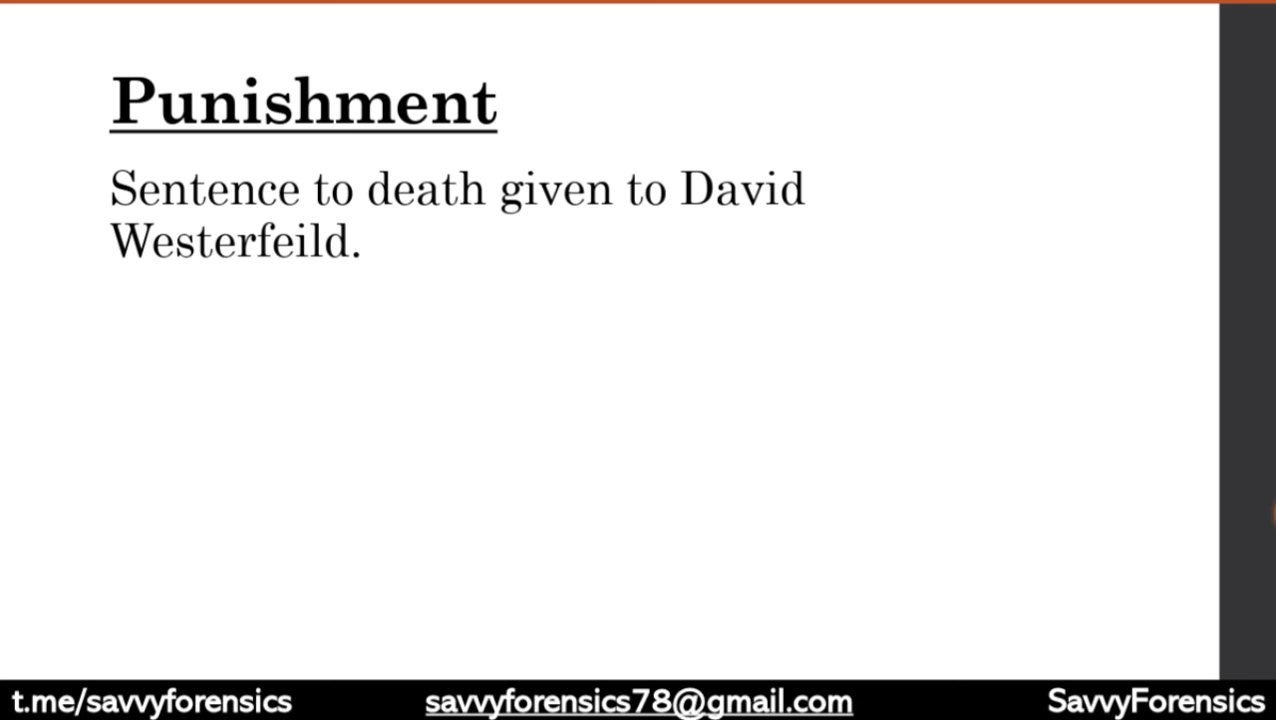 Punishment
Sentence to death given to David
Westerfeild.
t.me/savvyforensics
savvyforensics78@gmail.com
SavvyForensics